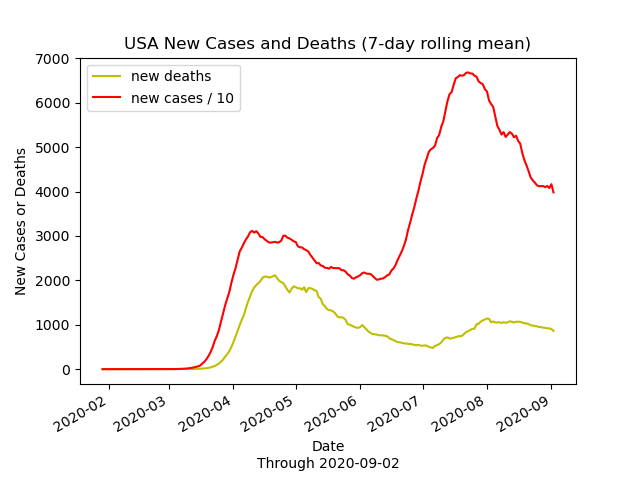 USA New Cases and Deaths (7-day rolling mean)
new deaths
new cases / 10
7000
6000
5000
4000
3000
2000
1000
0
New Cases or Deaths
2020-02
2020-03
2020-04
2020-05
2020-06
2020-07
2020-08
2020-09
Date
Through 2020-09-02